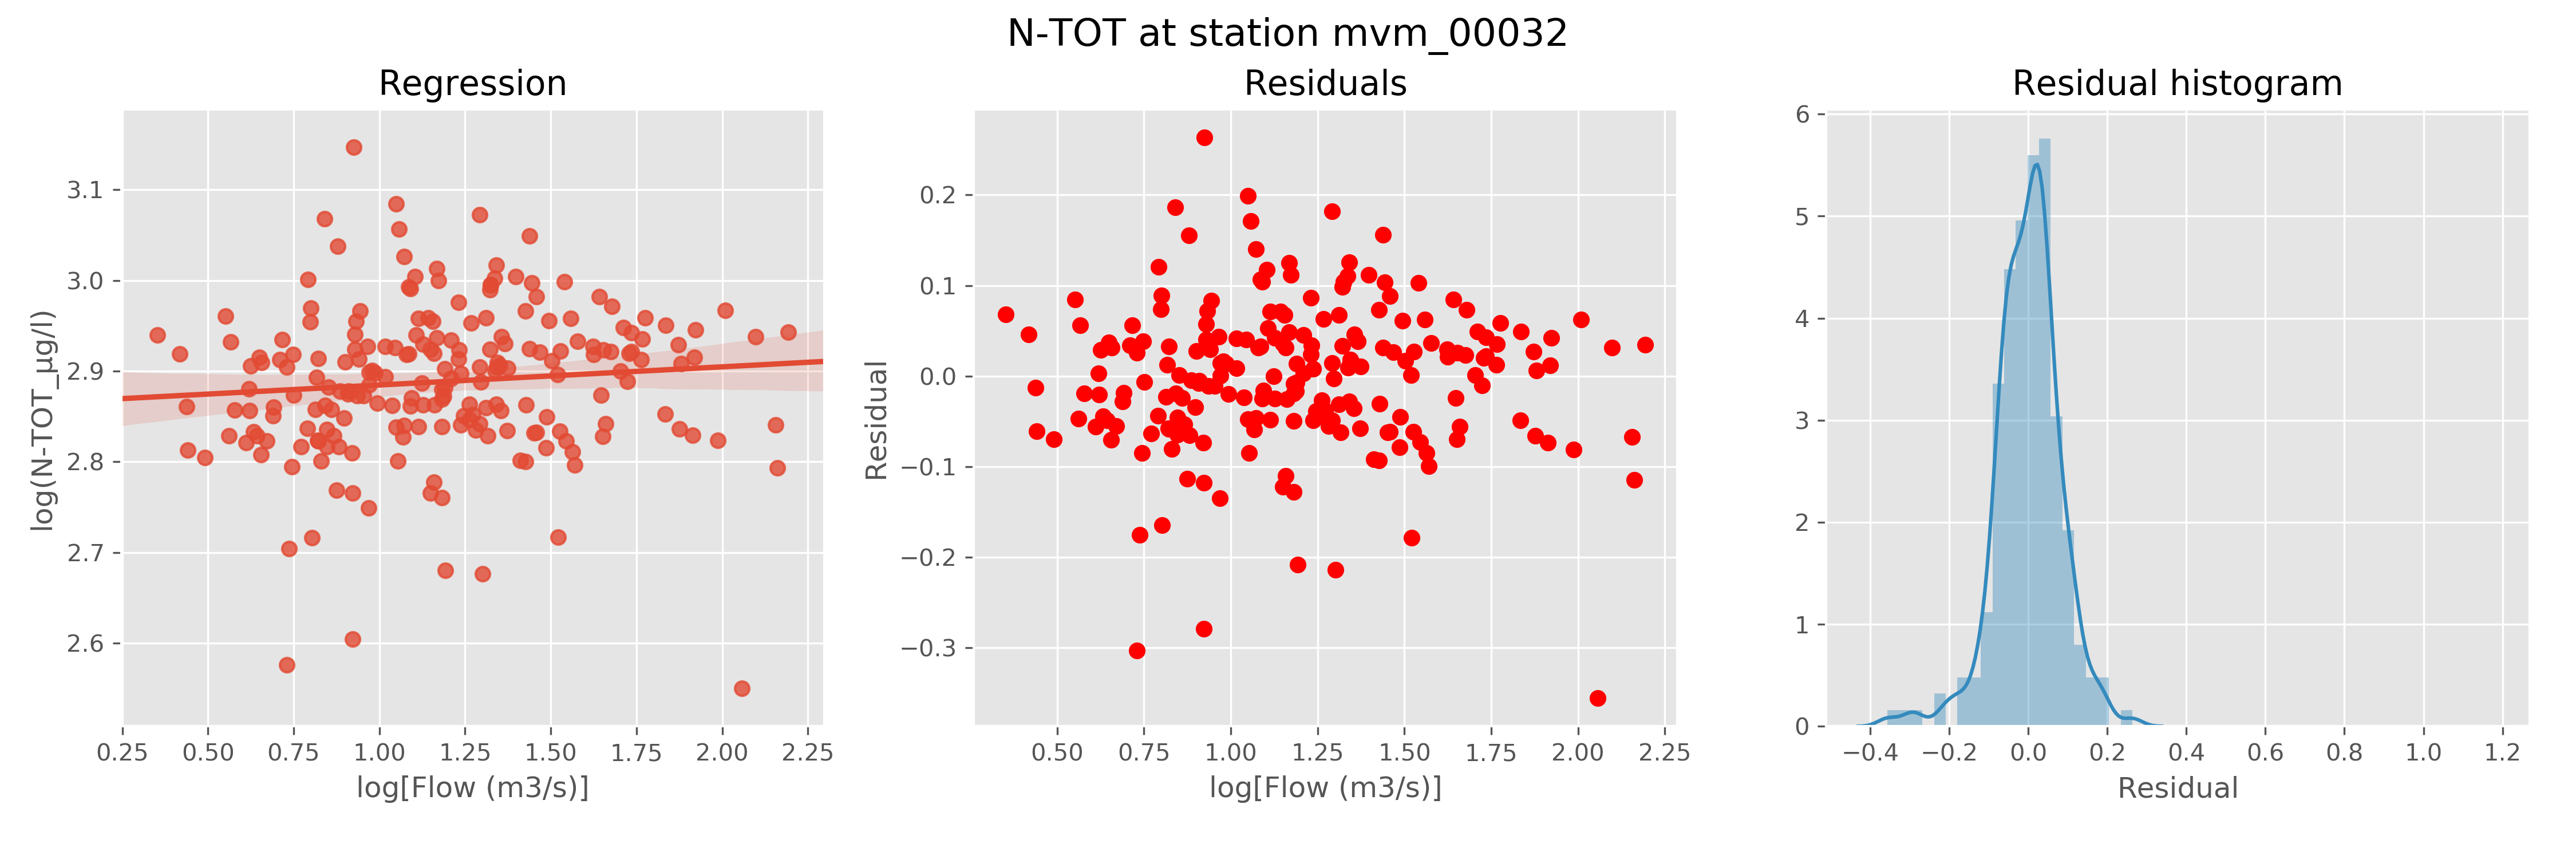 N-TOT at station mvm_00032
Regression
Residuals
Residual histogram
3.1
3.0
2.9
2.8
2.7
2.6
log(N-TOT_µg/l)
0.25 0.50 0.75 1.00 1.25 1.50 1.75 2.00 2.25
log[Flow (m3/s)]
0.2
0.1
0.0
−0.1
−0.2
−0.3
Residual
0.50 0.75 1.00 1.25 1.50 1.75 2.00 2.25
log[Flow (m3/s)]
6
5
4
3
2
1
0
−0.4 −0.2 0.0 0.2 0.4 0.6 0.8 1.0 1.2
Residual